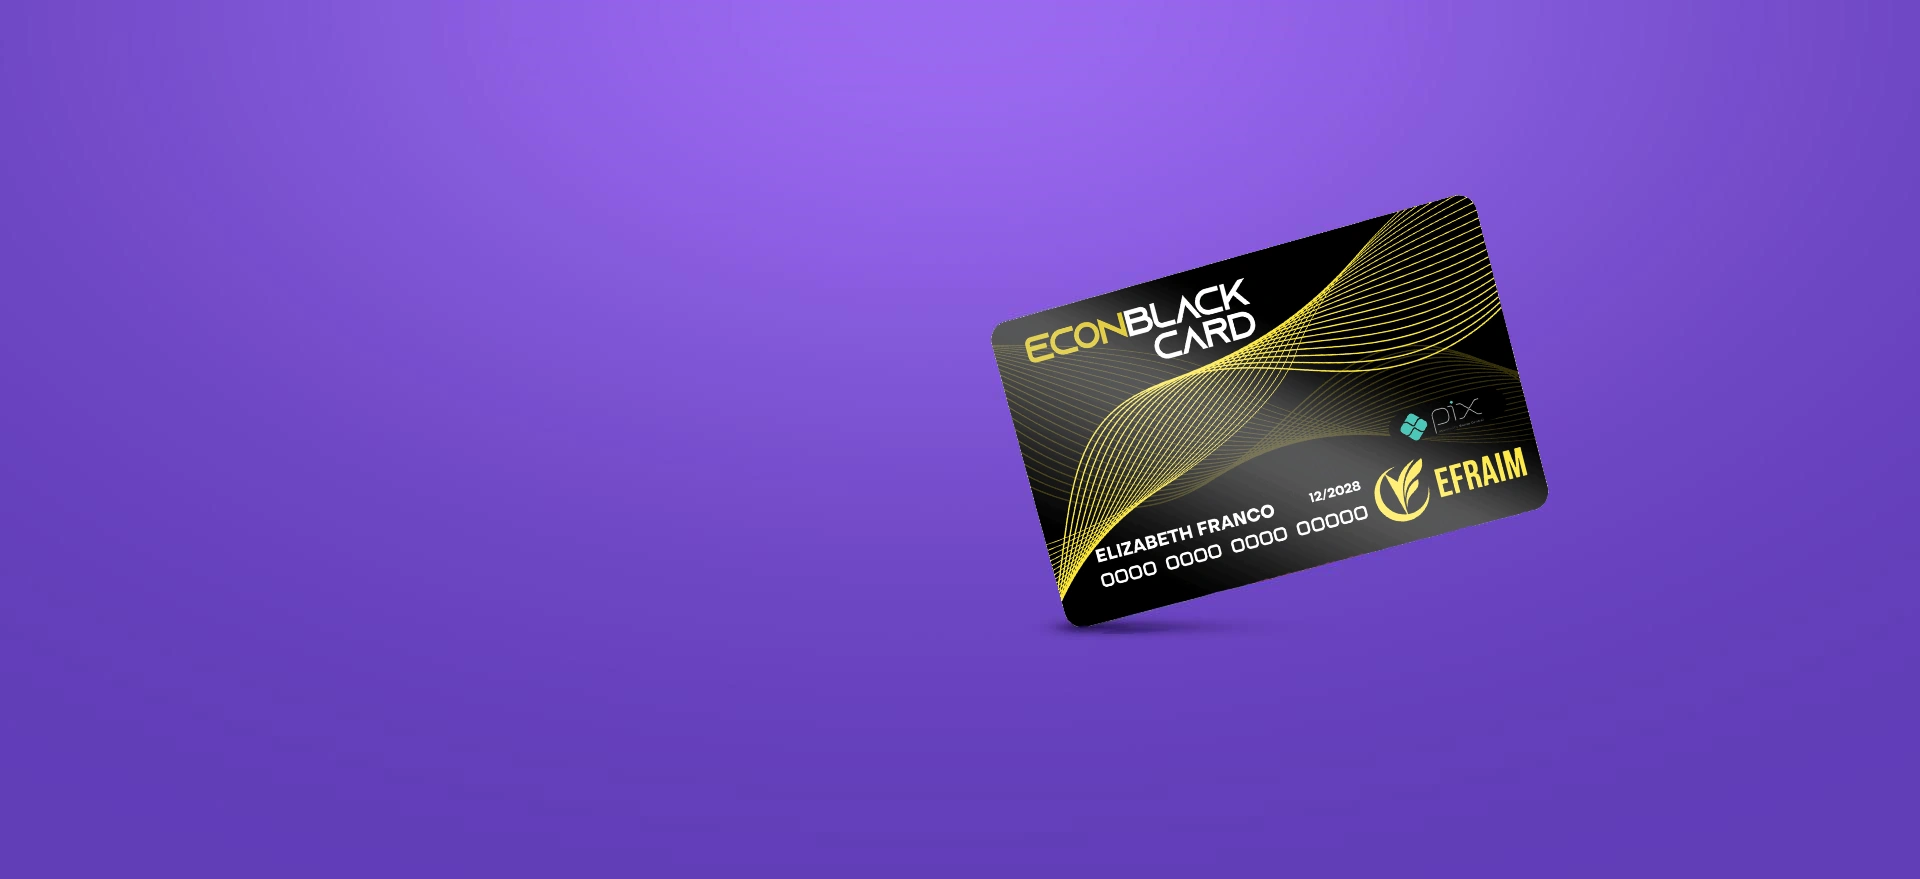 ECONBLACK
CARD
pix
EFRAIM
12/2028
ELIZABETH FRANCO
0000 0000 0000 00000